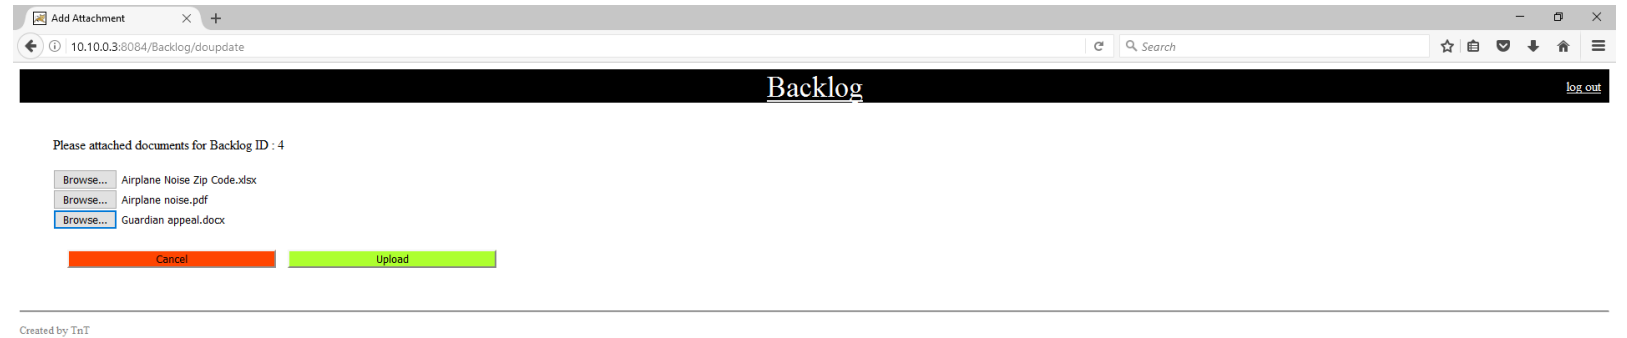 Add Attachment
10.10.0.3:8084/Backlog/doupdate
Search
Backlog
log out
Please attached documents for Backlog ID : 4
Browse... Airplane Noise Zip Code.xlsx
Browse... Airplane noise.pdf
Browse... Guardian appeal.docx
Cancel Upload
Created by TnT